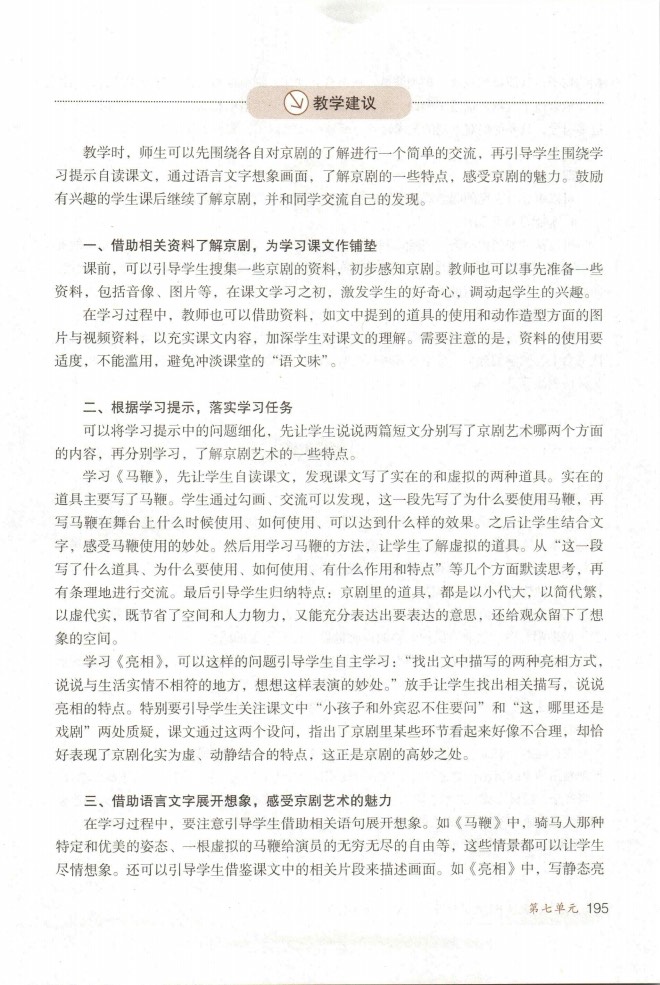 教学建议
教学时，师生可以先围绕各自对京剧的了解进行一个简单的交流，再引导学生围绕学
习提示自读课文，通过语言文字想象画面，了解京剧的一些特点，感受京剧的魅力。鼓励
有兴趣的学生课后继续了解京剧，并和同学交流自己的发现。
一、借助相关资料了解京剧，为学习课文作铺垫
课前，可以引导学生搜集一些京剧的资料，初步感知京剧。教师也可以事先准备一些
资料，包括音像、图片等，在课文学习之初，激发学生的好奇心，调动起学生的兴趣。
在学习过程中，教师也可以借助资料，如文中提到的道具的使用和动作造型方面的图
片与视频资料，以充实课文内容，加深学生对课文的理解。需要注意的是，资料的使用要
适度，不能滥用，避免冲淡课堂的“语文味”。
二、根据学习提示，落实学习任务
可以将学习提示中的问题细化，先让学生说说两篇短文分别写了京剧艺术哪两个方面
的内容，再分别学习，了解京剧艺术的一些特点。
学习《马鞭》，先让学生自读课文，发现课文写了实在的和虚拟的两种道具。实在的
道具主要写了马鞭。学生通过勾画、交流可以发现，这一段先写了为什么要使用马鞭，再
写马鞭在舞台上什么时候使用、如何使用、可以达到什么样的效果。之后让学生结合文
字，感受马鞭使用的妙处。然后用学习马鞭的方法，让学生了解虚拟的道具。从“这一段
写了什么道具、为什么要使用、如何使用、有什么作用和特点”等几个方面默读思考，再
有条理地进行交流。最后引导学生归纳特点：京剧里的道具，都是以小代大，以简代繁，
以虚代实，既节省了空间和人力物力，又能充分表达出要表达的意思，还给观众留下了想
象的空间。
学习《亮相》，可以这样的问题引导学生自主学习：“找出文中描写的两种亮相方式，
说说与生活实情不相符的地方，想想这样表演的妙处。”放手让学生找出相关描写，说说
亮相的特点。特别要引导学生关注课文中“小孩子和外宾忍不住要问”和“这，哪里还是
戏剧”两处质疑，课文通过这两个设问，指出了京剧里某些环节看起来好像不合理，却恰
好表现了京剧化实为虚、动静结合的特点，这正是京剧的高妙之处。
三、借助语言文字展开想象，感受京剧艺术的魅力
在学习过程中，要注意引导学生借助相关语句展开想象。如《马鞭》中，骑马人那种
特定和优美的姿态、一根虚拟的马鞭给演员的无穷无尽的自由等，这些情景都可以让学生
尽情想象。还可以引导学生借鉴课文中的相关片段来描述画面。如《亮相》中，写静态亮
第七单元 195